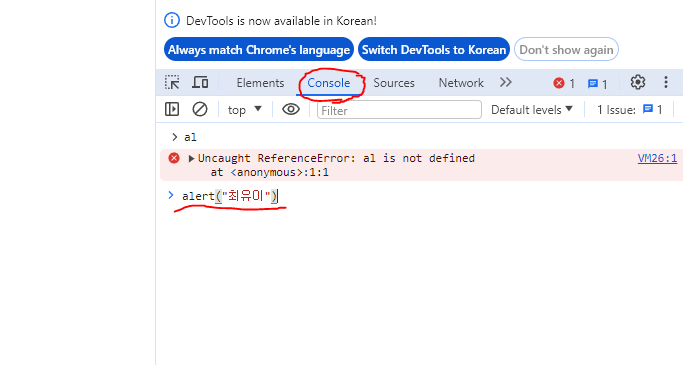 DevTools is now available in Korean!
Always match Chrome's language Switch DevTools to Korean Don't show again
Elements Console Sources Network 1 1
top Filter Default levels 1 Issue: 1
> al
Uncaught ReferenceError: al is not defined VM26:1
at <anonymous>:1:1
> alert("최유이")